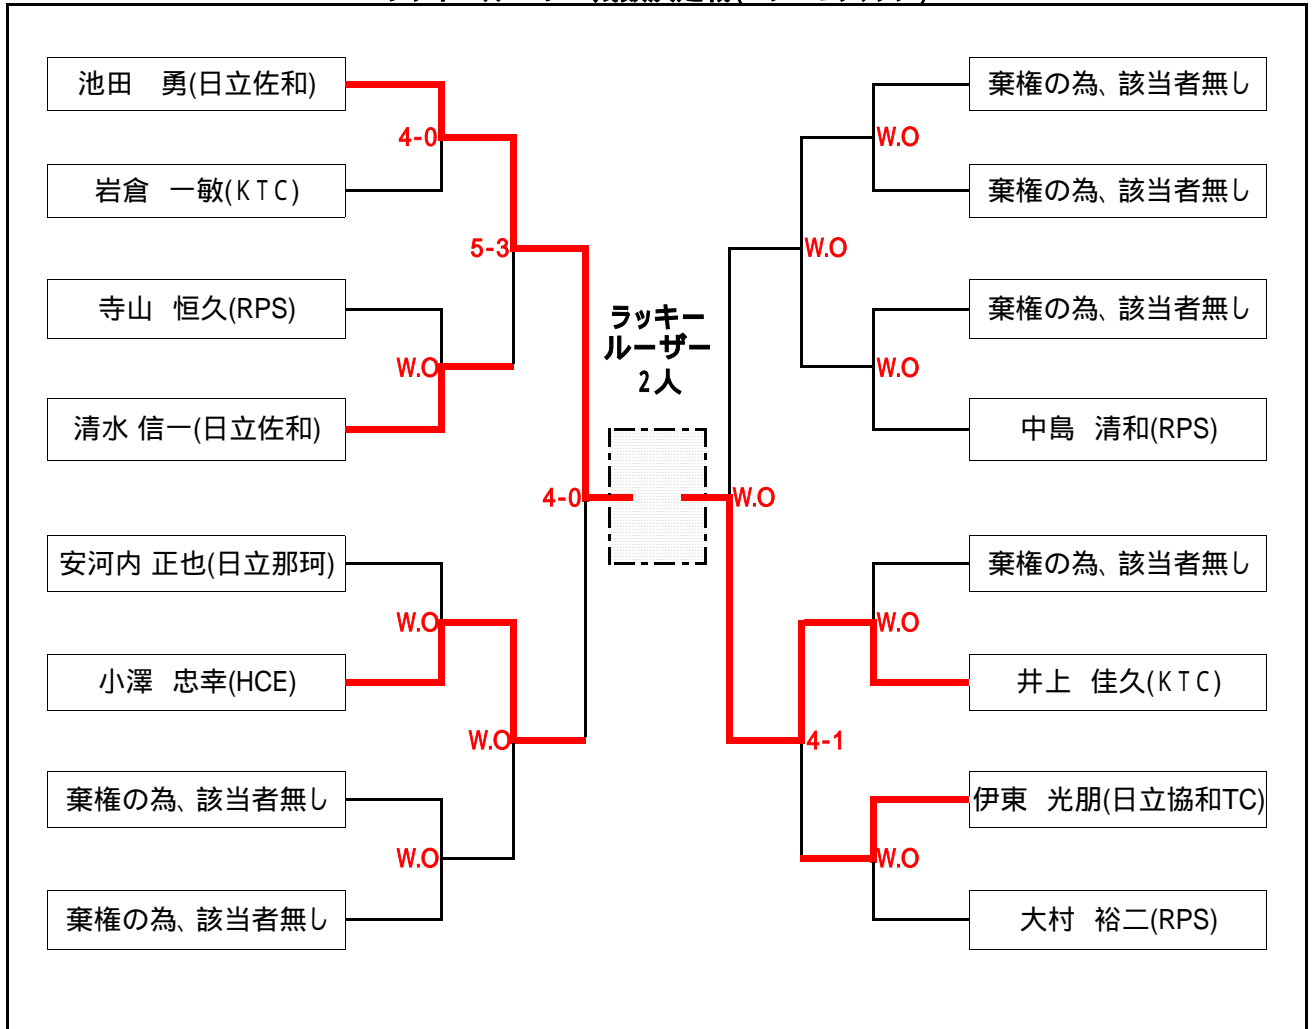 池田　勇(日立佐和)
4-0
岩倉 一敏(KTC)
5-3
寺山 恒久(RPS)
W.O
清水 信一(日立佐和)
4-0
安河内 正也(日立那珂)
W.O
小澤 忠幸(HCE)
W.O
棄権の為、該当者無し
W.O
棄権の為、該当者無し
ラッキー
ルーザー
2人
棄権の為、該当者無し
W.O
棄権の為、該当者無し
W.O
棄権の為、該当者無し
W.O
中島 清和(RPS)
W.O
棄権の為、該当者無し
W.O
井上 佳久(KTC)
4-1
伊東 光朋(日立協和TC)
W.O
大村 裕二(RPS)